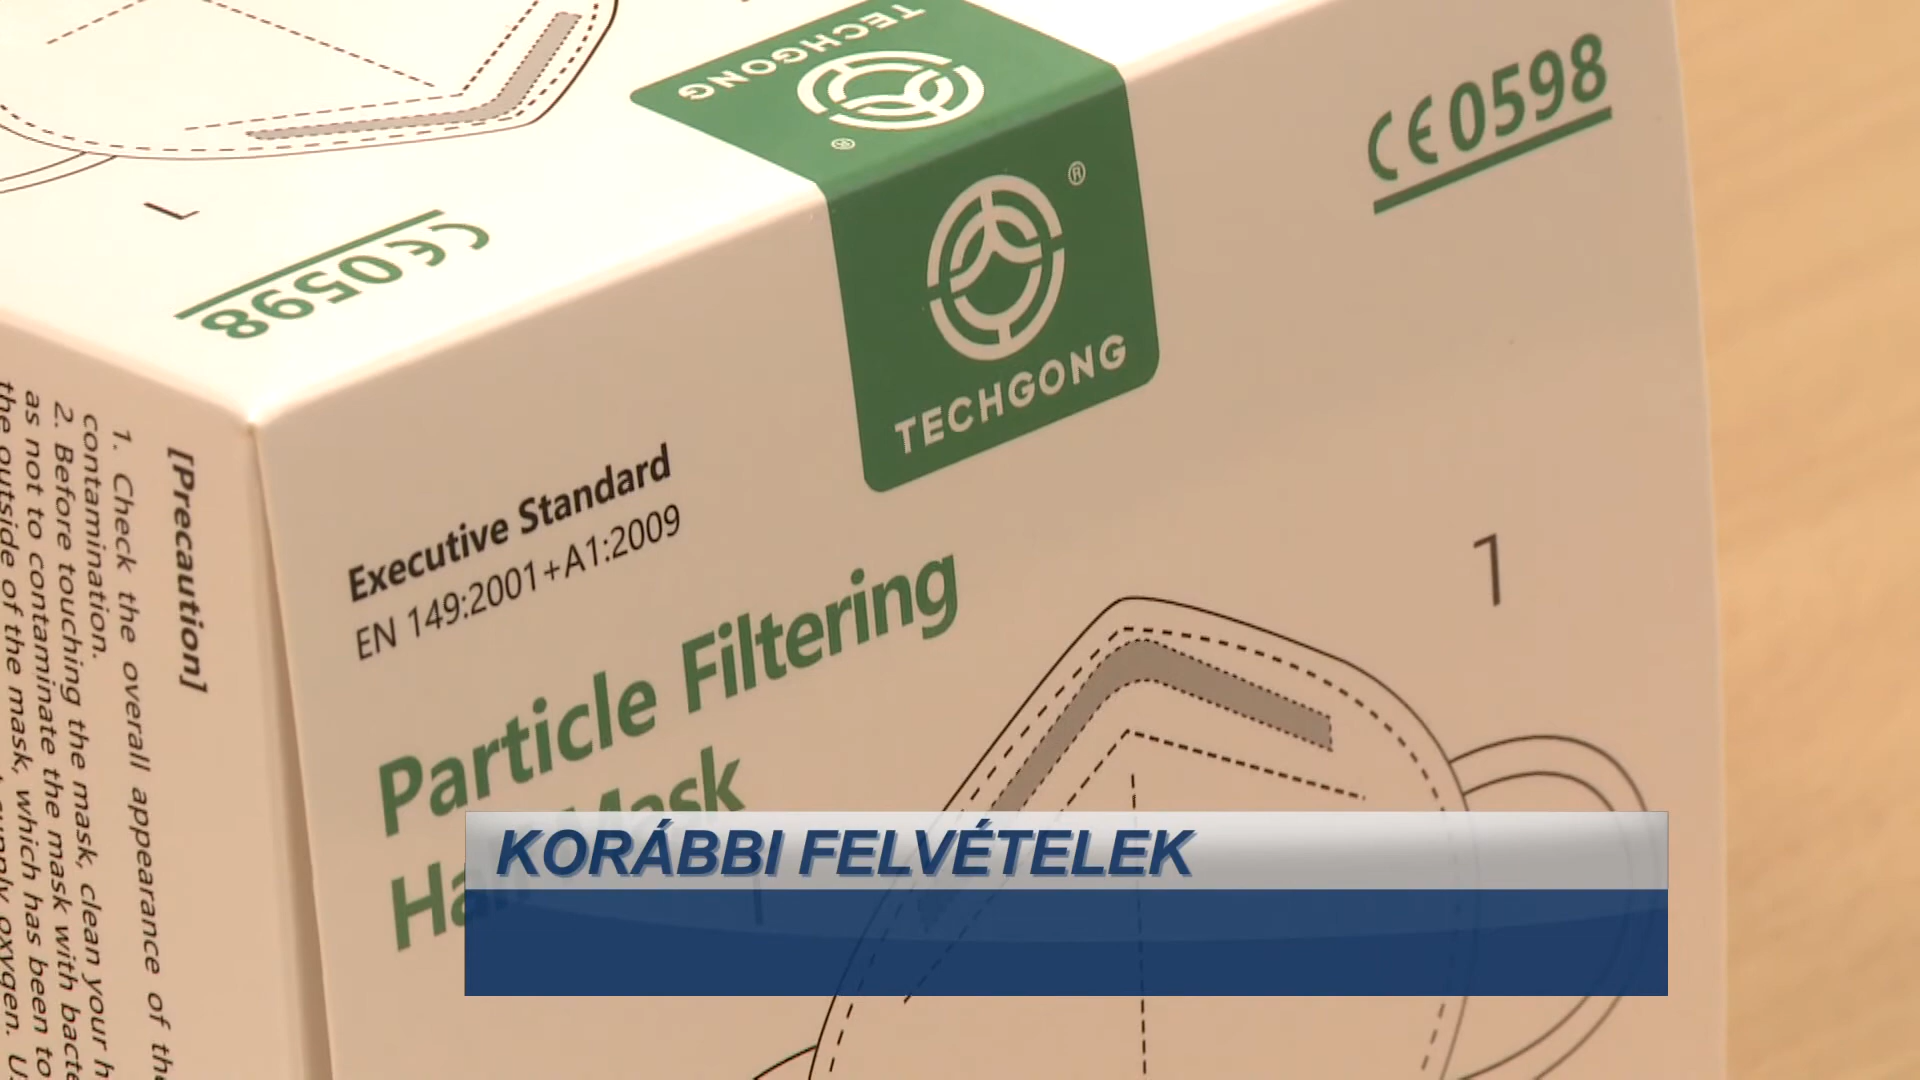 TECHGONG
®
CE0598
CE0598
®
TECHGONG
Executive Standard
EN 149:2001+A1:2009
Particle Filtering
Half Mask
1
[Precaution]
1. Check the overall appearance of the
contamination.
2. Before touching the mask, clean your h
as not to contaminate the mask with bacte
the outside of the mask, which has been to
KORÁBBI FELVÉTELEK